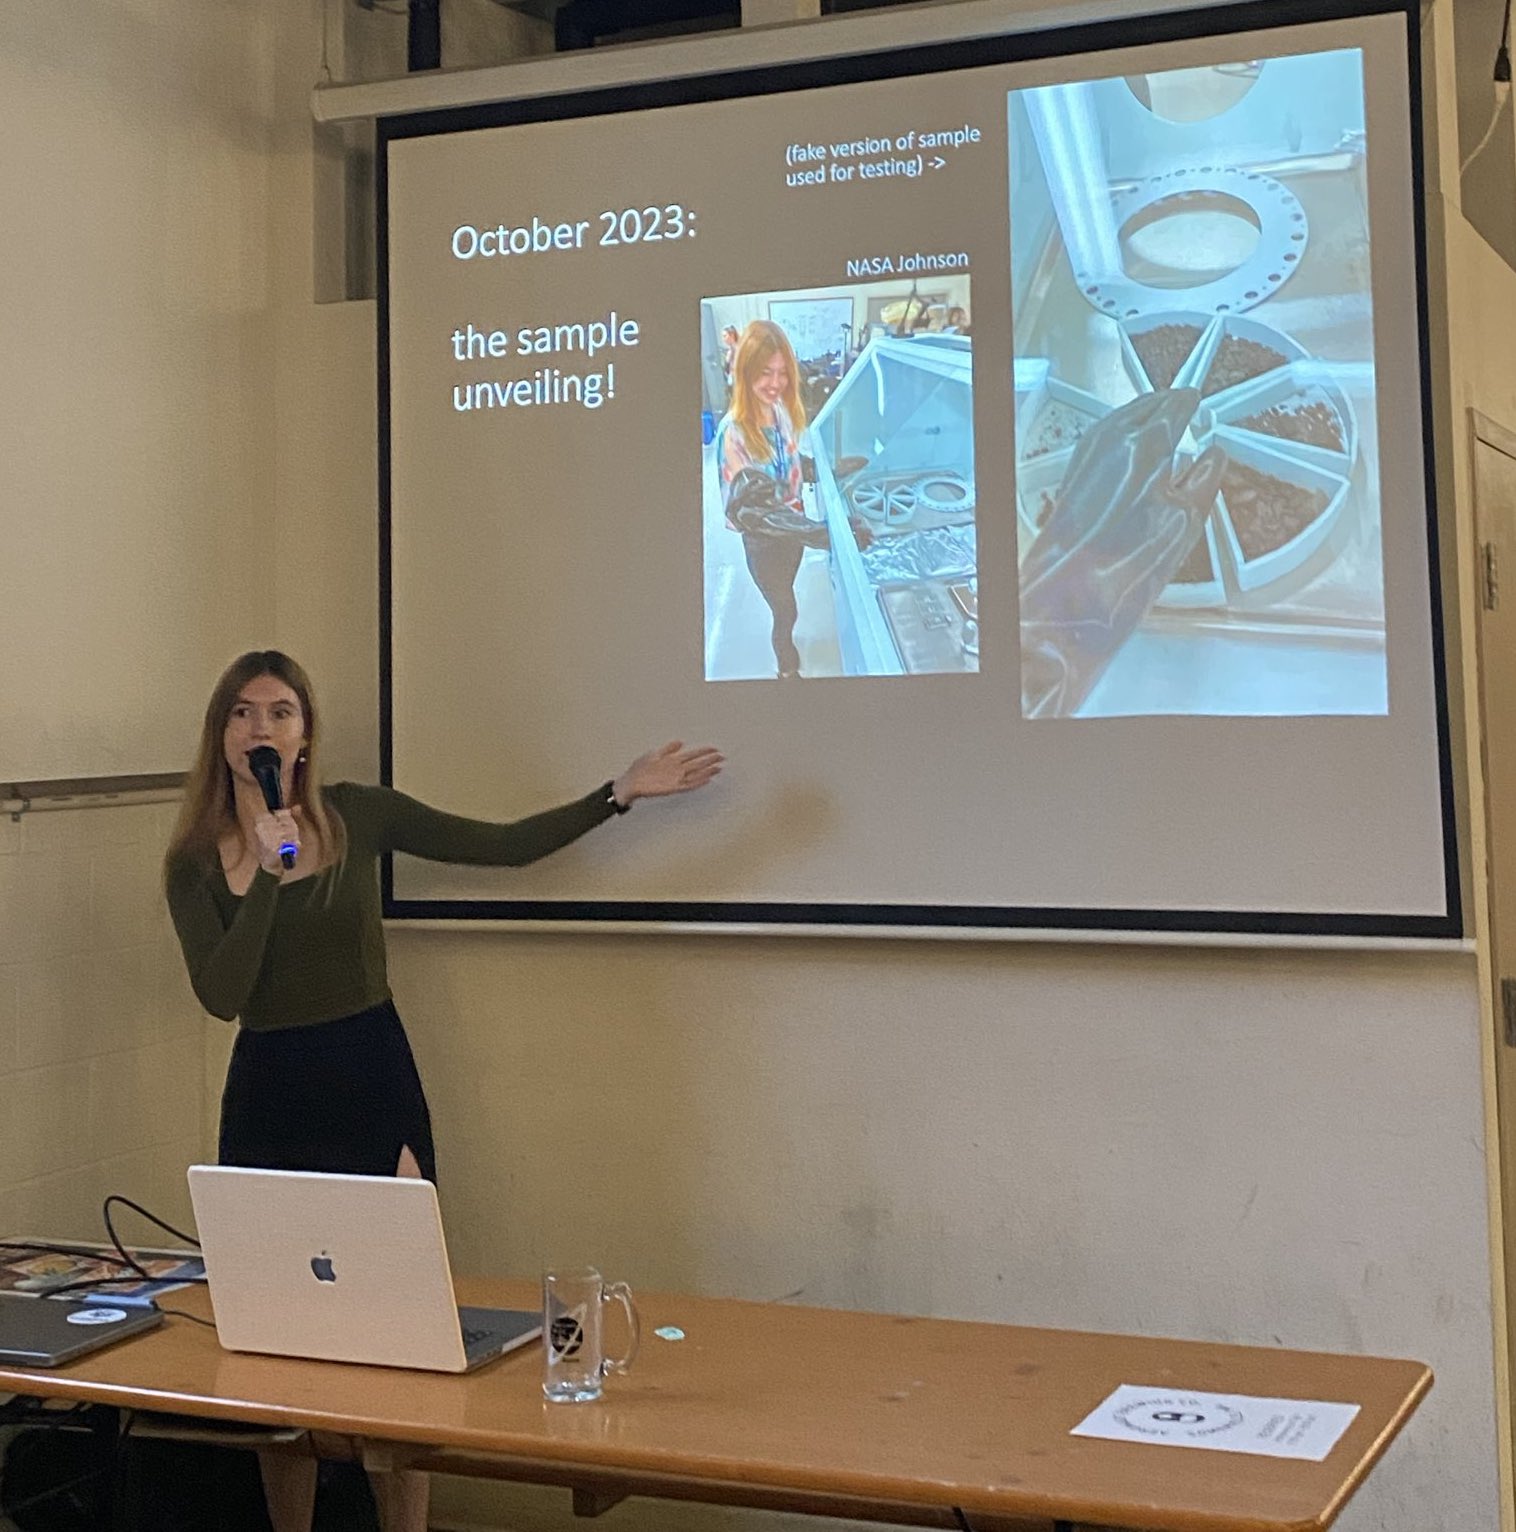 (fake version of sample
used for testing) ->
October 2023:
NASA Johnson
the sample
unveiling!